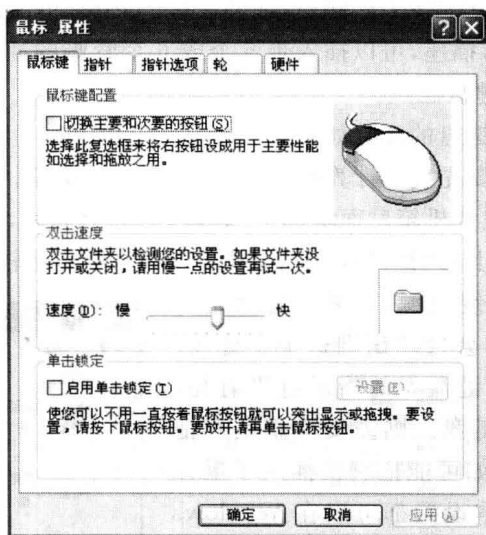 鼠标 属性
鼠标键 指针 指针选项 轮 硬件
鼠标键配置
切换主要和次要的按钮(S)
选择此复选框来将右按钮设成用于主要性能
如选择和拖放之用。
双击速度
双击文件夹以检测您的设置。如果文件夹没
打开或关闭，请用慢一点的设置再试一次。
速度(D): 慢 快
单击锁定
启用单击锁定(T) 设置(E)
使您可以不用一直按着鼠标按钮就可以突出显示或拖拽。要设
置，请按下鼠标按钮。要放开请再单击鼠标按钮。
确定 取消 应用(A)